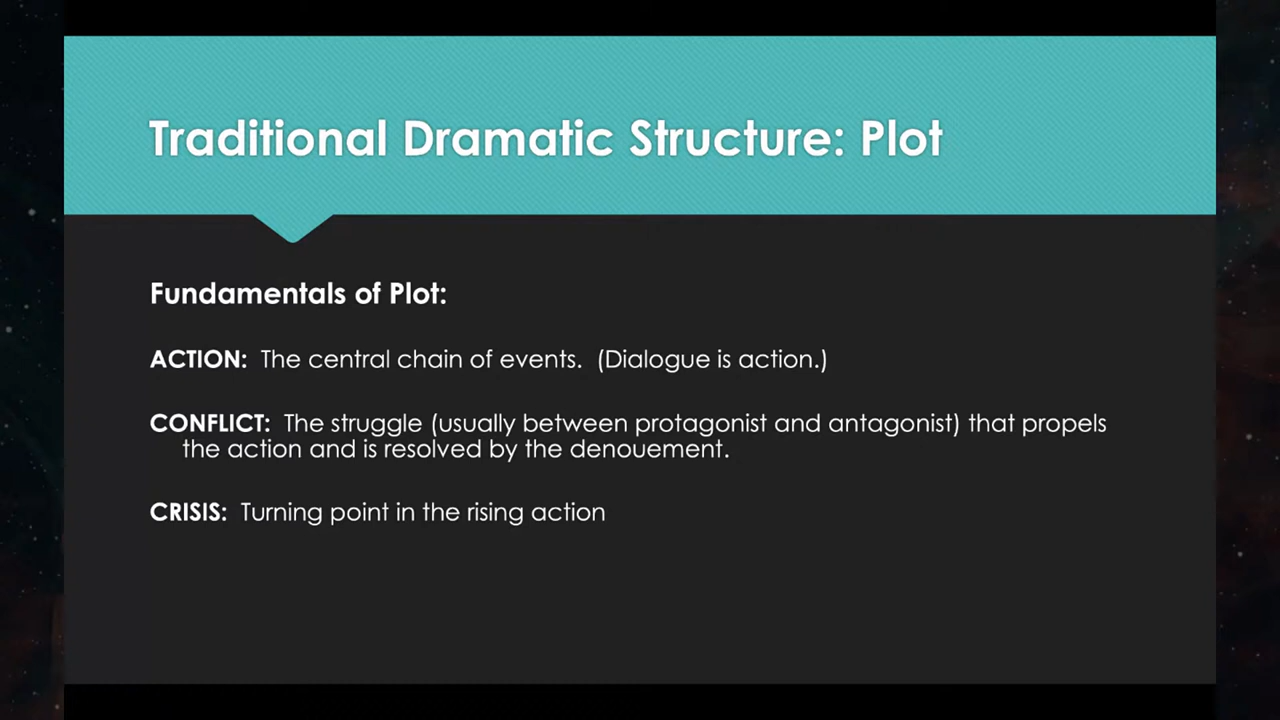 Traditional Dramatic Structure: Plot
Fundamentals of Plot:
ACTION: The central chain of events. (Dialogue is action.)
CONFLICT: The struggle (usually between protagonist and antagonist) that propels
the action and is resolved by the denouement.
CRISIS: Turning point in the rising action